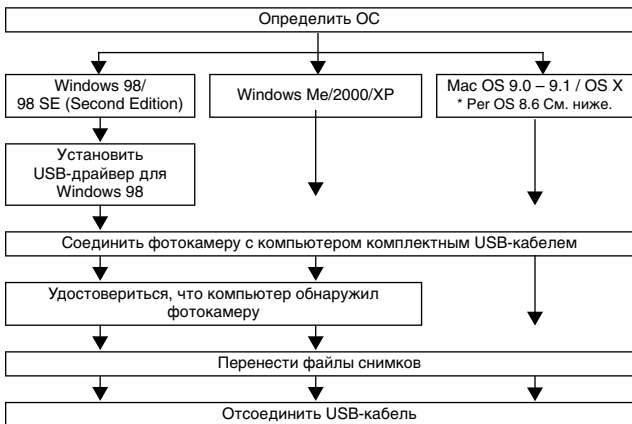 Определить ОС
Windows 98/
98 SE (Second Edition)
Windows Me/2000/XP
Mac OS 9.0 – 9.1 / OS X
* Per OS 8.6 См. ниже.
Установить
USB-драйвер для
Windows 98
Соединить фотокамеру с компьютером комплектным USB-кабелем
Удостовериться, что компьютер обнаружил
фотокамеру
Перенести файлы снимков
Отсоединить USB-кабель